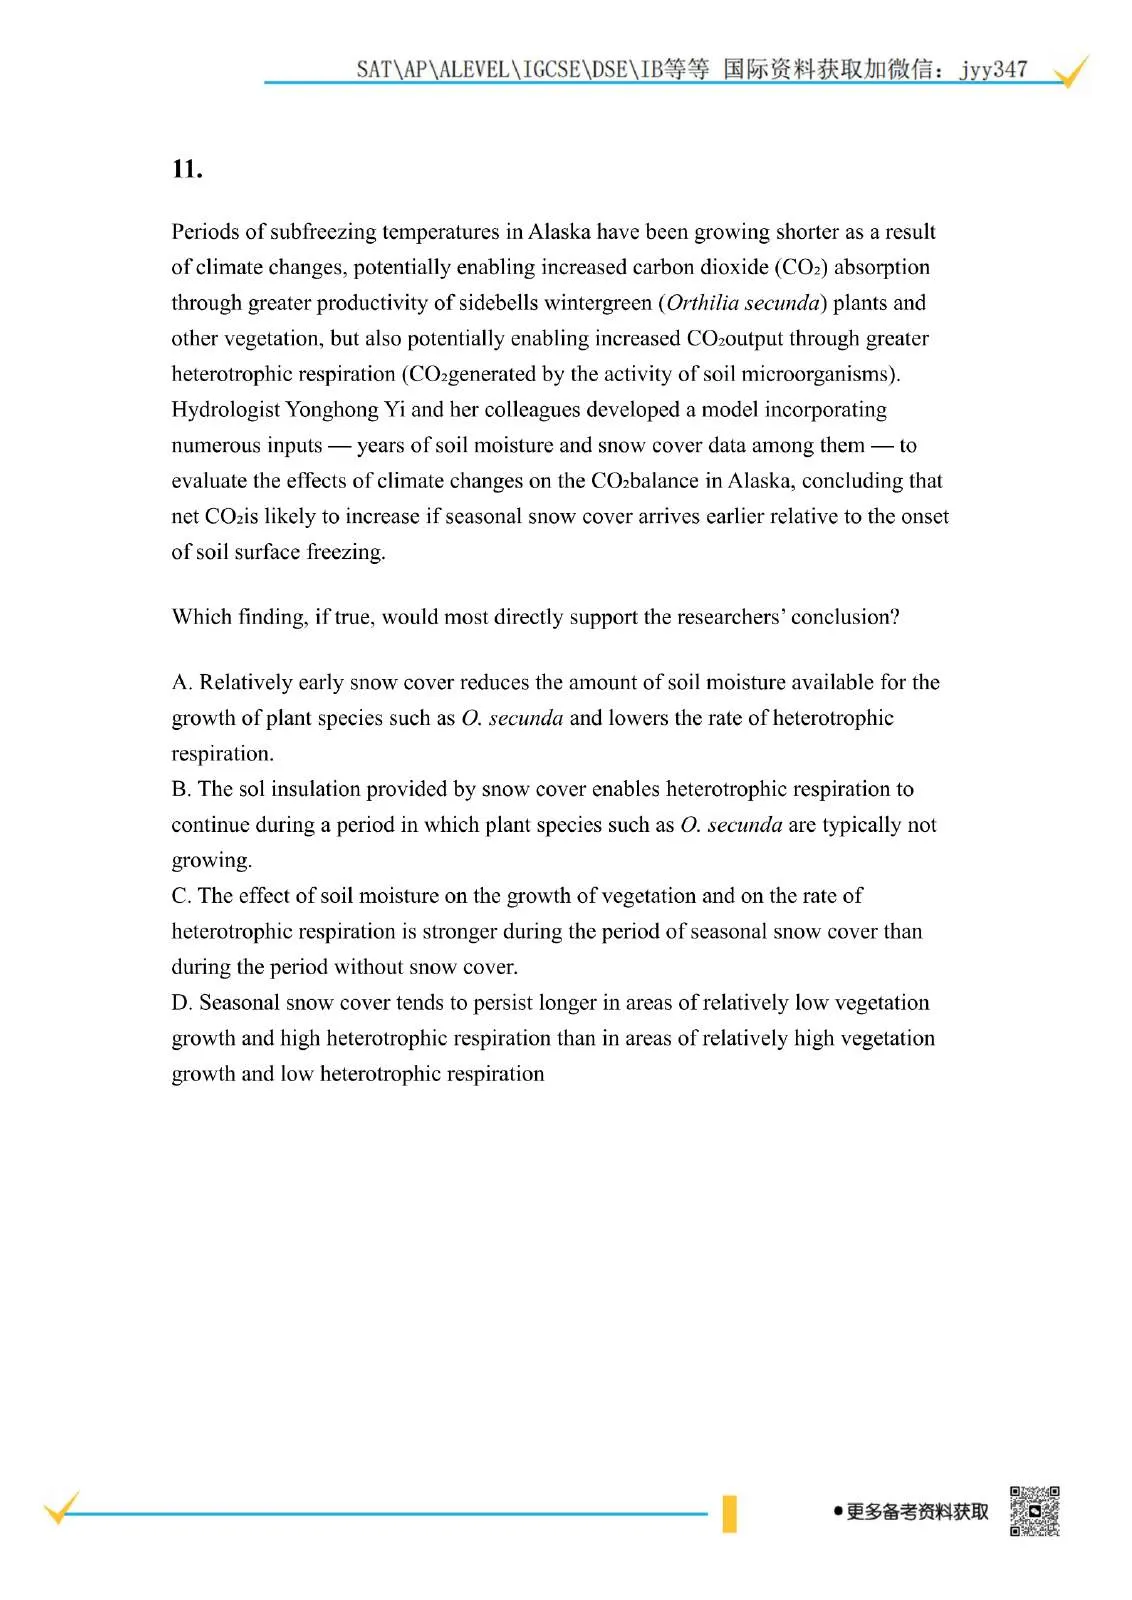 SAT\AP\ALEVEL\IGCSE\DSE\IB等等 国际资料获取加微信：jyy347
11.
Periods of subfreezing temperatures in Alaska have been growing shorter as a result
of climate changes, potentially enabling increased carbon dioxide (CO₂) absorption
through greater productivity of sidebells wintergreen (Orthilia secunda) plants and
other vegetation, but also potentially enabling increased CO₂output through greater
heterotrophic respiration (CO₂generated by the activity of soil microorganisms).
Hydrologist Yonghong Yi and her colleagues developed a model incorporating
numerous inputs — years of soil moisture and snow cover data among them — to
evaluate the effects of climate changes on the CO₂balance in Alaska, concluding that
net CO₂is likely to increase if seasonal snow cover arrives earlier relative to the onset
of soil surface freezing.
Which finding, if true, would most directly support the researchers’ conclusion?
A. Relatively early snow cover reduces the amount of soil moisture available for the
growth of plant species such as O. secunda and lowers the rate of heterotrophic
respiration.
B. The sol insulation provided by snow cover enables heterotrophic respiration to
continue during a period in which plant species such as O. secunda are typically not
growing.
C. The effect of soil moisture on the growth of vegetation and on the rate of
heterotrophic respiration is stronger during the period of seasonal snow cover than
during the period without snow cover.
D. Seasonal snow cover tends to persist longer in areas of relatively low vegetation
growth and high heterotrophic respiration than in areas of relatively high vegetation
growth and low heterotrophic respiration
●更多备考资料获取